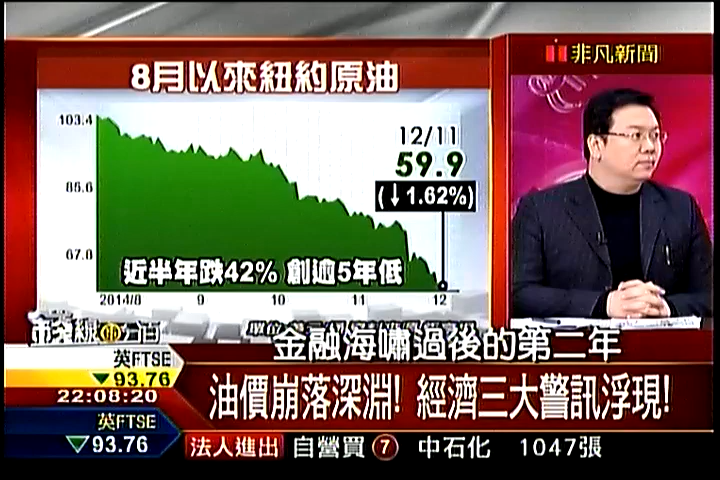 非凡新聞
8月以來紐約原油
103.4
12/11
59.9
(↓1.62%)
85.6
67.8
近半年跌42% 創逾5年低
2014/8 9 10 11 12
金融海嘯過後的第二年
英FTSE
▼93.76
油價崩落深淵! 經濟三大警訊浮現!
22:08:20
英FTSE
▽93.76
法人進出 自營買 7 中石化 1047張